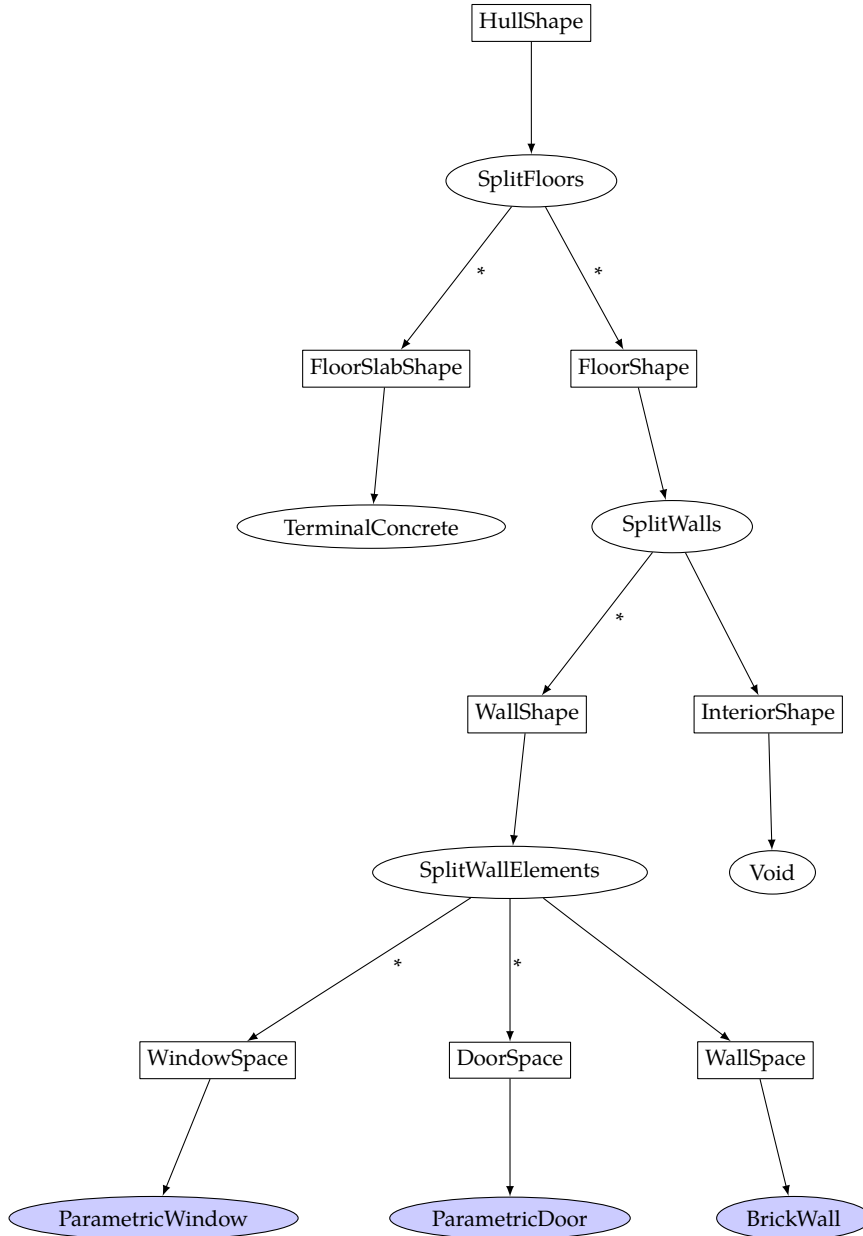 HullShape
SplitFloors
*
*
FloorSlabShape
FloorShape
TerminalConcrete
SplitWalls
*
WallShape
InteriorShape
SplitWallElements
Void
*
*
WindowSpace
DoorSpace
WallSpace
ParametricWindow
ParametricDoor
BrickWall